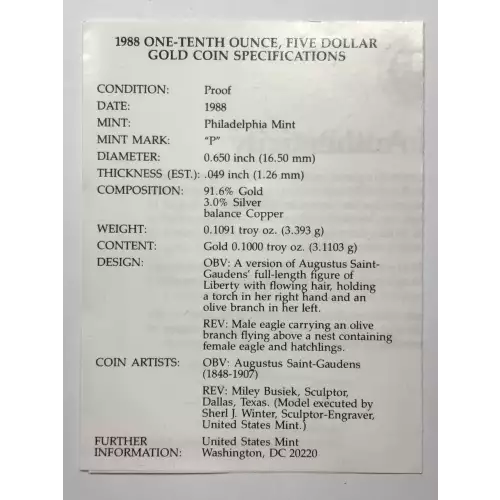 1988 ONE-TENTH OUNCE, FIVE DOLLAR
GOLD COIN SPECIFICATIONS
CONDITION: Proof
DATE: 1988
MINT: Philadelphia Mint
MINT MARK: "P"
DIAMETER: 0.650 inch (16.50 mm)
THICKNESS (EST.): .049 inch (1.26 mm)
COMPOSITION: 91.6% Gold
3.0% Silver
balance Copper
WEIGHT: 0.1091 troy oz. (3.393 g)
CONTENT: Gold 0.1000 troy oz. (3.1103 g)
DESIGN: OBV: A version of Augustus Saint-
Gaudens' full-length figure of
Liberty with flowing hair, holding
a torch in her right hand and an
olive branch in her left.
REV: Male eagle carrying an olive
branch flying above a nest containing
female eagle and hatchlings.
COIN ARTISTS: OBV: Augustus Saint-Gaudens
(1848-1907)
REV: Miley Busiek, Sculptor,
Dallas, Texas. (Model executed by
Sherl J. Winter, Sculptor-Engraver,
United States Mint.)
FURTHER United States Mint
INFORMATION: Washington, DC 20220